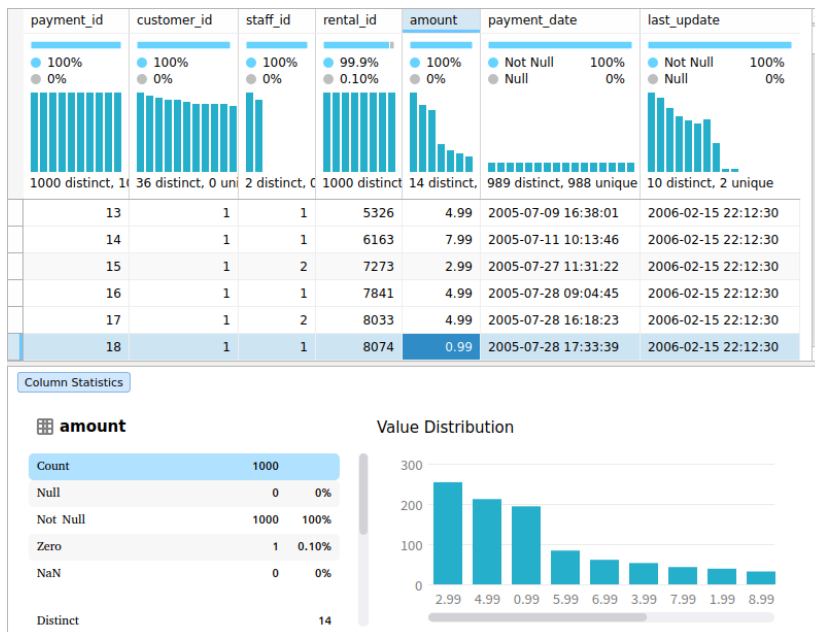 payment_id customer_id staff_id rental_id amount payment_date last_update
100% 100% 100% 99.9% 100% Not Null 100% Not Null 100%
0% 0% 0% 0.10% 0% Null 0% Null 0%
1000 distinct, 36 distinct, 0 2 distinct, 1000 distinct 14 distinct, 989 distinct, 988 unique 10 distinct, 2 unique
13 1 1 5326 4.99 2005-07-09 16:38:01 2006-02-15 22:12:30
14 1 1 6163 7.99 2005-07-11 10:13:46 2006-02-15 22:12:30
15 1 2 7273 2.99 2005-07-27 11:31:22 2006-02-15 22:12:30
16 1 1 7841 4.99 2005-07-28 09:04:45 2006-02-15 22:12:30
17 1 2 8033 4.99 2005-07-28 16:18:23 2006-02-15 22:12:30
18 1 1 8074 0.99 2005-07-28 17:33:39 2006-02-15 22:12:30
Column Statistics
amount
Count 1000
Null 0 0%
Not Null 1000 100%
Zero 1 0.10%
NaN 0 0%
Distinct 14
Value Distribution
300
200
100
0
2.99 4.99 0.99 5.99 6.99 3.99 7.99 1.99 8.99